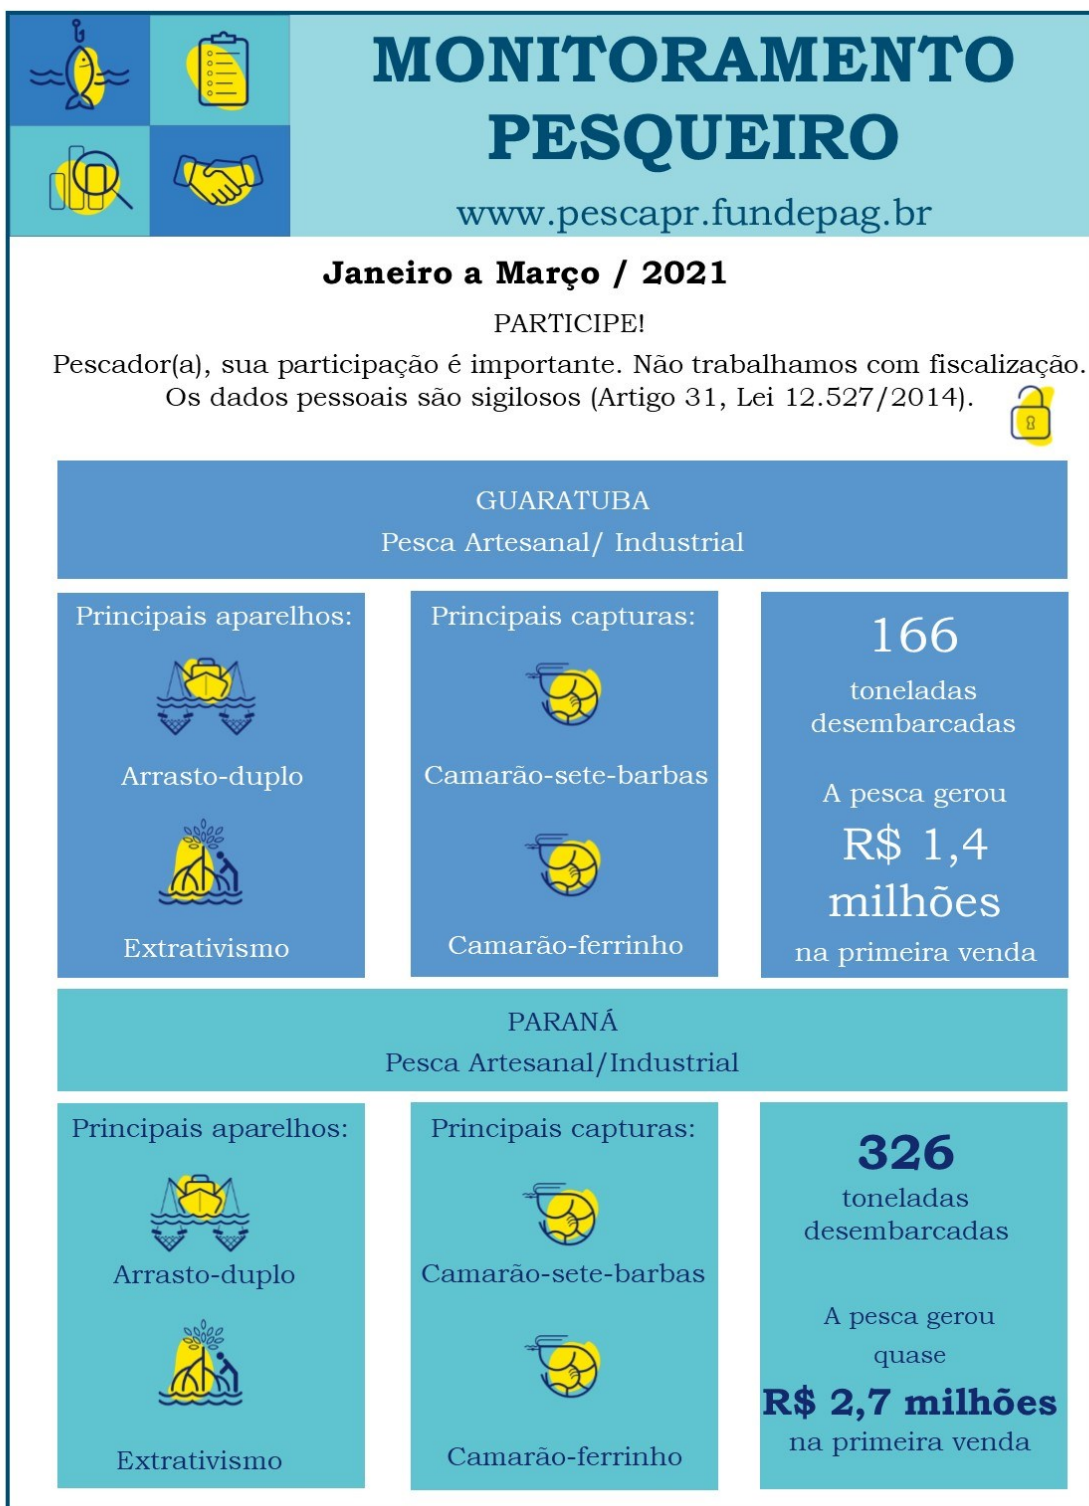 MONITORAMENTO
PESQUEIRO
www.pescapr.fundepag.br
Janeiro a Março / 2021
PARTICIPE!
Pescador(a), sua participação é importante. Não trabalhamos com fiscalização.
Os dados pessoais são sigilosos (Artigo 31, Lei 12.527/2014).
GUARATUBA
Pesca Artesanal/ Industrial
Principais aparelhos:
Arrasto-duplo
Extrativismo
Principais capturas:
Camarão-sete-barbas
Camarão-ferrinho
166
toneladas
desembarcadas
A pesca gerou
R$ 1,4
milhões
na primeira venda
PARANÁ
Pesca Artesanal/Industrial
Principais aparelhos:
Arrasto-duplo
Extrativismo
Principais capturas:
Camarão-sete-barbas
Camarão-ferrinho
326
toneladas
desembarcadas
A pesca gerou
quase
R$ 2,7 milhões
na primeira venda